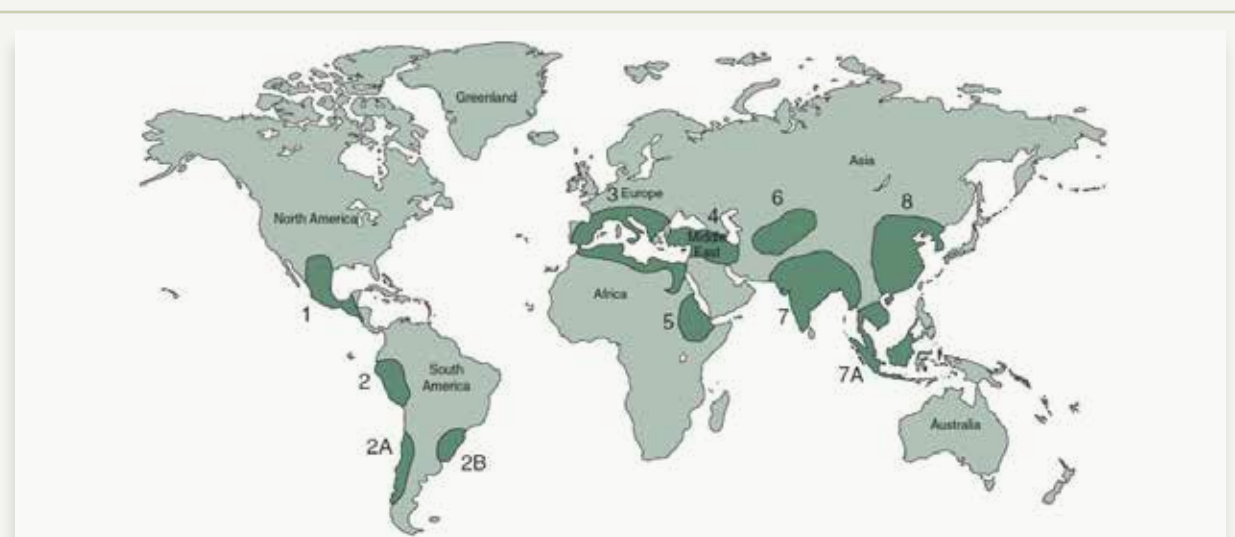 Greenland
Asia
3 Europe
6
8
North America
4
Middle
East
Africa
1
5
7
2
South
America
7A
Australia
2A
2B